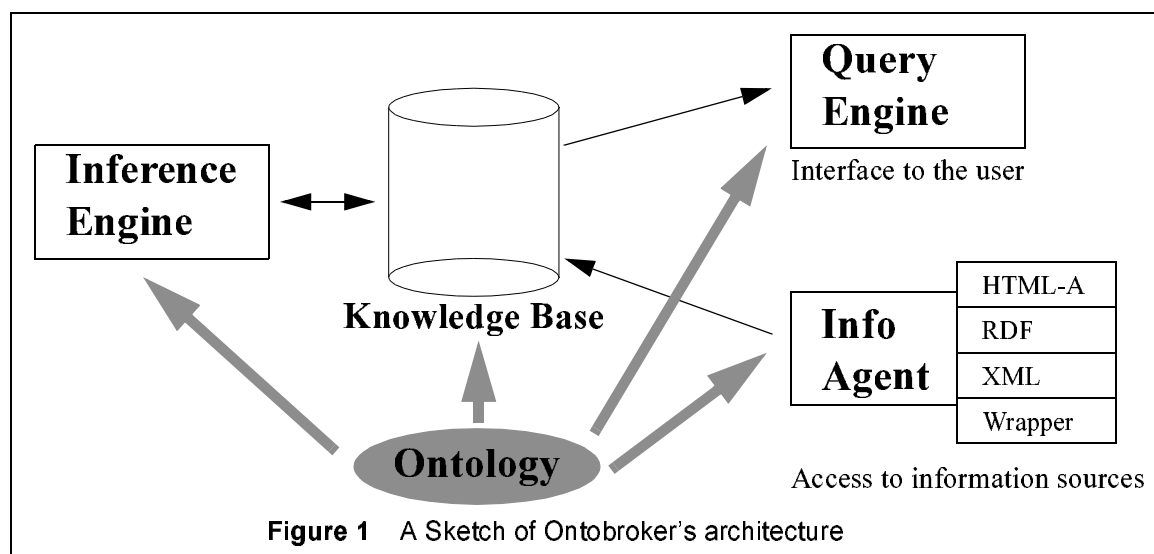 Inference
Engine
Knowledge Base
Query
Engine
Interface to the user
Info
Agent
HTML-A
RDF
XML
Wrapper
Access to information sources
Ontology
Figure 1 A Sketch of Ontobroker's architecture